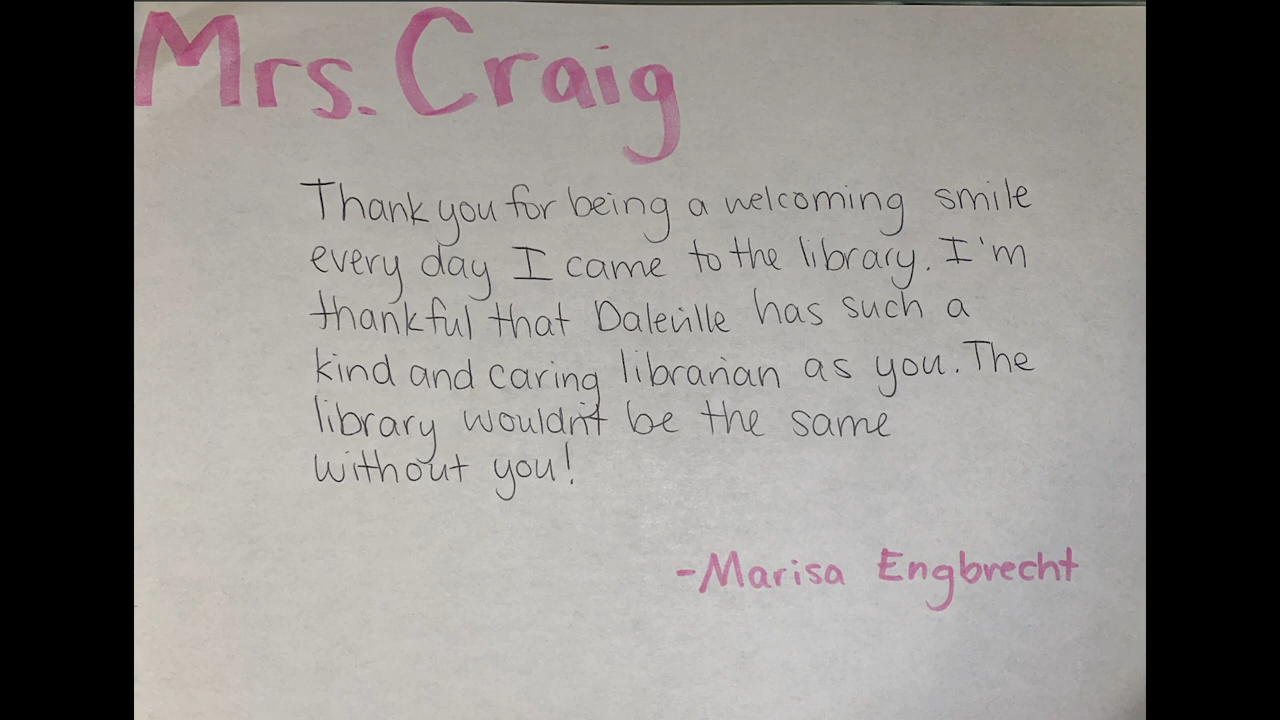 Mrs. Craig
Thank you for being a welcoming smile
every day I came to the library. I'm
thankful that Daleville has such a
kind and caring librarian as you. The
library wouldn't be the same
without you!
-Marisa Engbrecht